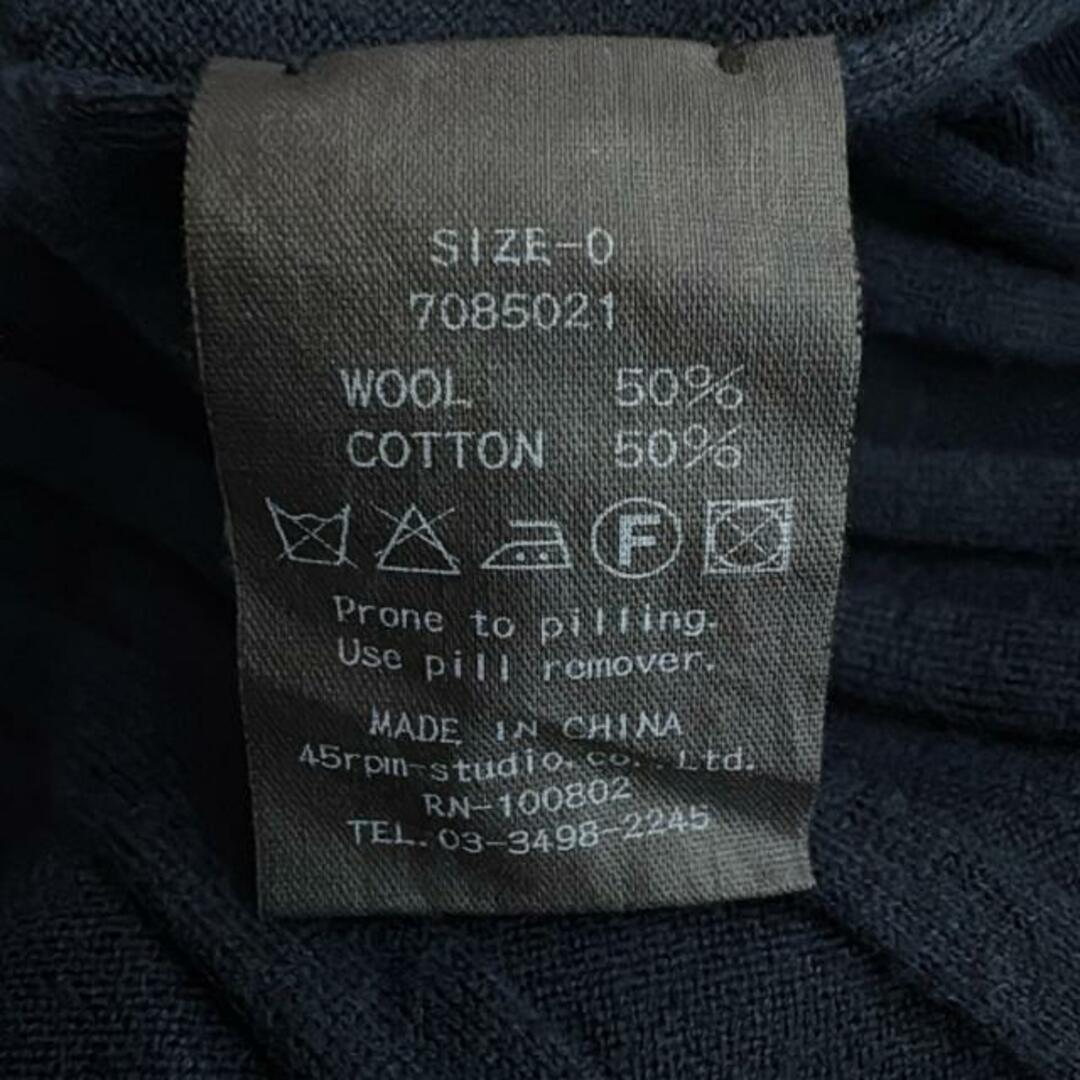 SIZE-0
7085021
WOOL 50%
COTTON 50%
F
Prone to pilling.
Use pill remover.
MADE IN CHINA
45rpm-studio.co.,Ltd.
RN-100802
TEL.03-3498-2245